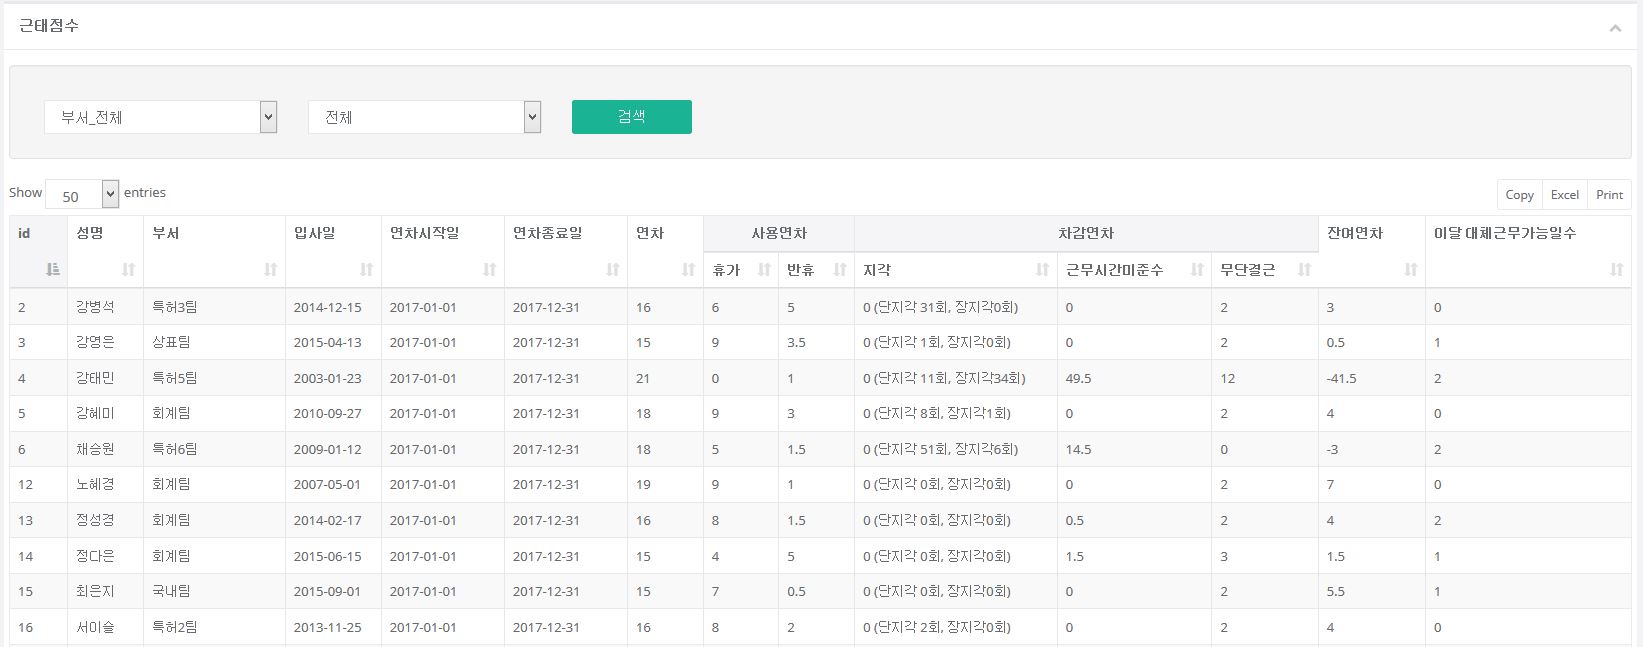 근태점수
부서_전체 전체 검색
Show 50 entries Copy Excel Print
id 성명 부서 입사일 연차시작일 연차종료일 연차 사용연차 차감연차 잔여연차 이달 대체근무가능일수
휴가 반휴 지각 근무시간미준수 무단결근
2 강병석 특허3팀 2014-12-15 2017-01-01 2017-12-31 16 6 5 0 (단지각 31회, 장지각0회) 0 2 3 0
3 강명은 상표팀 2015-04-13 2017-01-01 2017-12-31 15 9 3.5 0 (단지각 1회, 장지각0회) 0 2 0.5 1
4 강태민 특허5팀 2003-01-23 2017-01-01 2017-12-31 21 0 1 0 (단지각 11회, 장지각34회) 49.5 12 -41.5 2
5 강혜미 회계팀 2010-09-27 2017-01-01 2017-12-31 18 9 3 0 (단지각 8회, 장지각1회) 0 2 4 0
6 채승원 특허6팀 2009-01-12 2017-01-01 2017-12-31 18 5 1.5 0 (단지각 51회, 장지각6회) 14.5 0 -3 2
12 노혜경 회계팀 2007-05-01 2017-01-01 2017-12-31 19 9 1 0 (단지각 0회, 장지각0회) 0 2 7 0
13 정성경 회계팀 2014-02-17 2017-01-01 2017-12-31 16 8 1.5 0 (단지각 0회, 장지각0회) 0.5 2 4 2
14 정다은 회계팀 2015-06-15 2017-01-01 2017-12-31 15 4 5 0 (단지각 0회, 장지각0회) 1.5 3 1.5 1
15 최은지 국내팀 2015-09-01 2017-01-01 2017-12-31 15 7 0.5 0 (단지각 0회, 장지각0회) 0 2 5.5 1
16 서이슬 특허2팀 2013-11-25 2017-01-01 2017-12-31 16 8 2 0 (단지각 2회, 장지각0회) 0 2 4 0